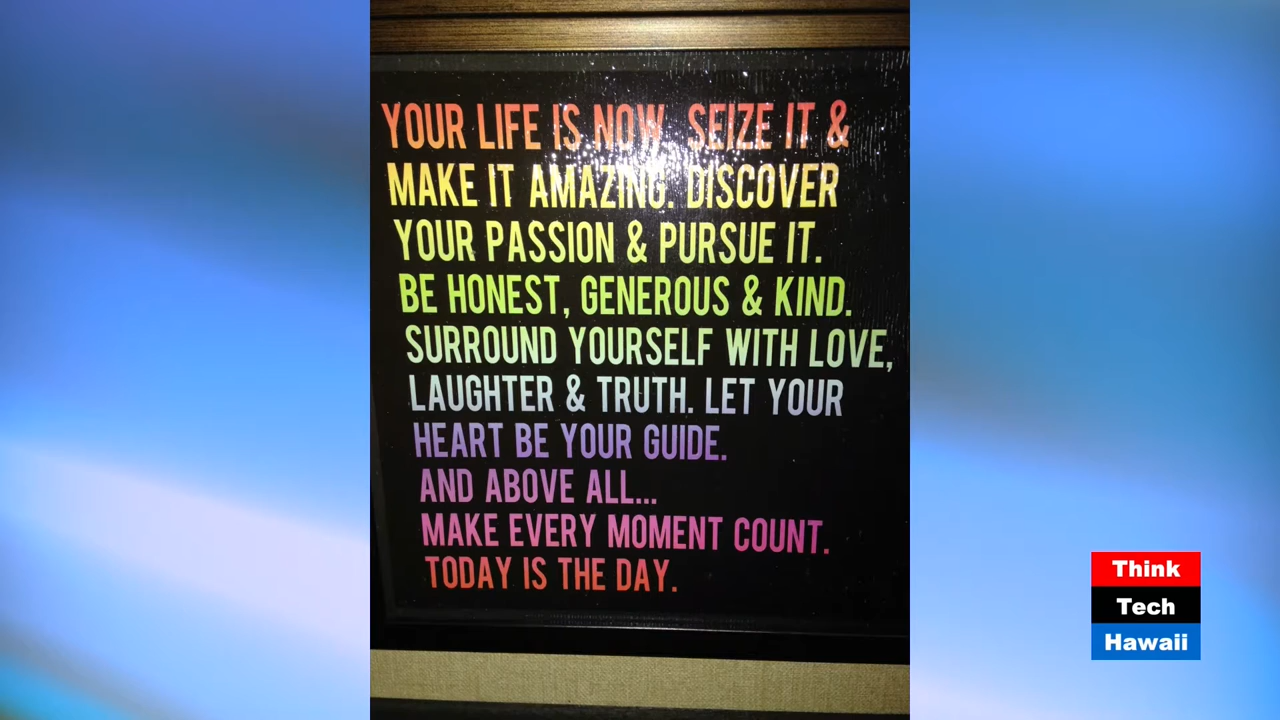 YOUR LIFE IS NOW. SEIZE IT &
MAKE IT AMAZING. DISCOVER
YOUR PASSION & PURSUE IT.
BE HONEST, GENEROUS & KIND.
SURROUND YOURSELF WITH LOVE,
LAUGHTER & TRUTH. LET YOUR
HEART BE YOUR GUIDE.
AND ABOVE ALL...
MAKE EVERY MOMENT COUNT.
TODAY IS THE DAY.
Think
Tech
Hawaii